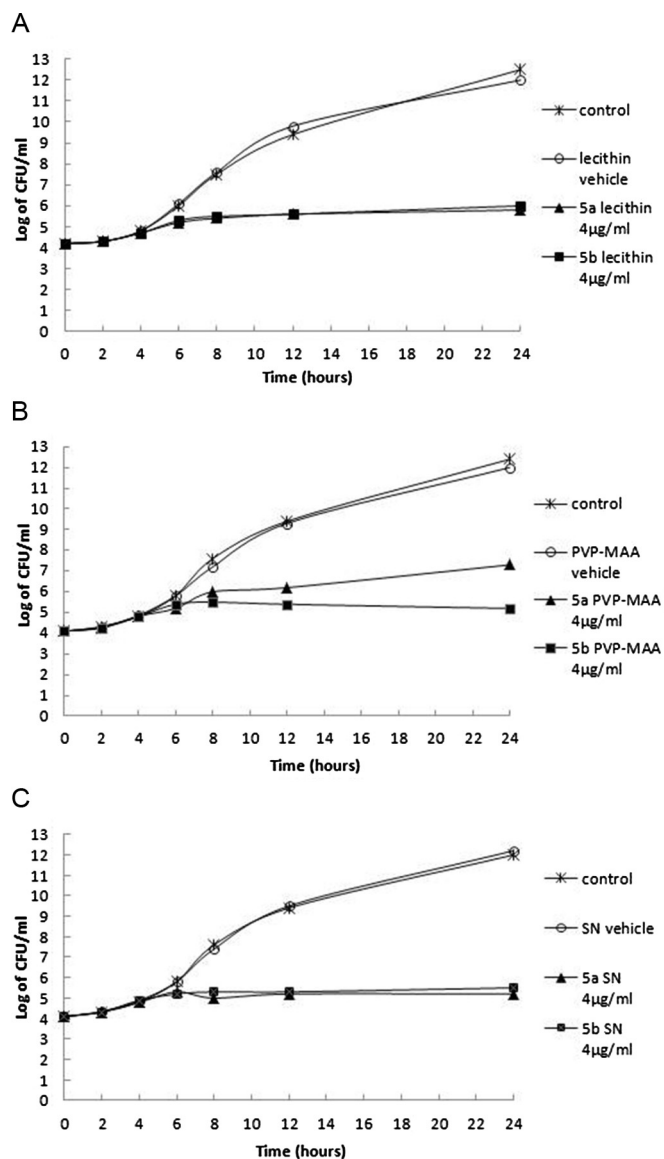 A
Log of CFU/ml
13
12
11
10
9
8
7
6
5
4
3
2
1
0
0 2 4 6 8 10 12 14 16 18 20 22 24
Time (hours)
control
lecithin
vehicle
5a lecithin
4µg/ml
5b lecithin
4µg/ml
B
Log of CFU/ml
13
12
11
10
9
8
7
6
5
4
3
2
1
0
0 2 4 6 8 10 12 14 16 18 20 22 24
Time (hours)
control
PVP-MAA
vehicle
5a PVP-MAA
4µg/ml
5b PVP-MAA
4µg/ml
C
Log of CFU/ml
13
12
11
10
9
8
7
6
5
4
3
2
1
0
0 2 4 6 8 10 12 14 16 18 20 22 24
Time (hours)
control
SN vehicle
5a SN
4µg/ml
5b SN
4µg/ml